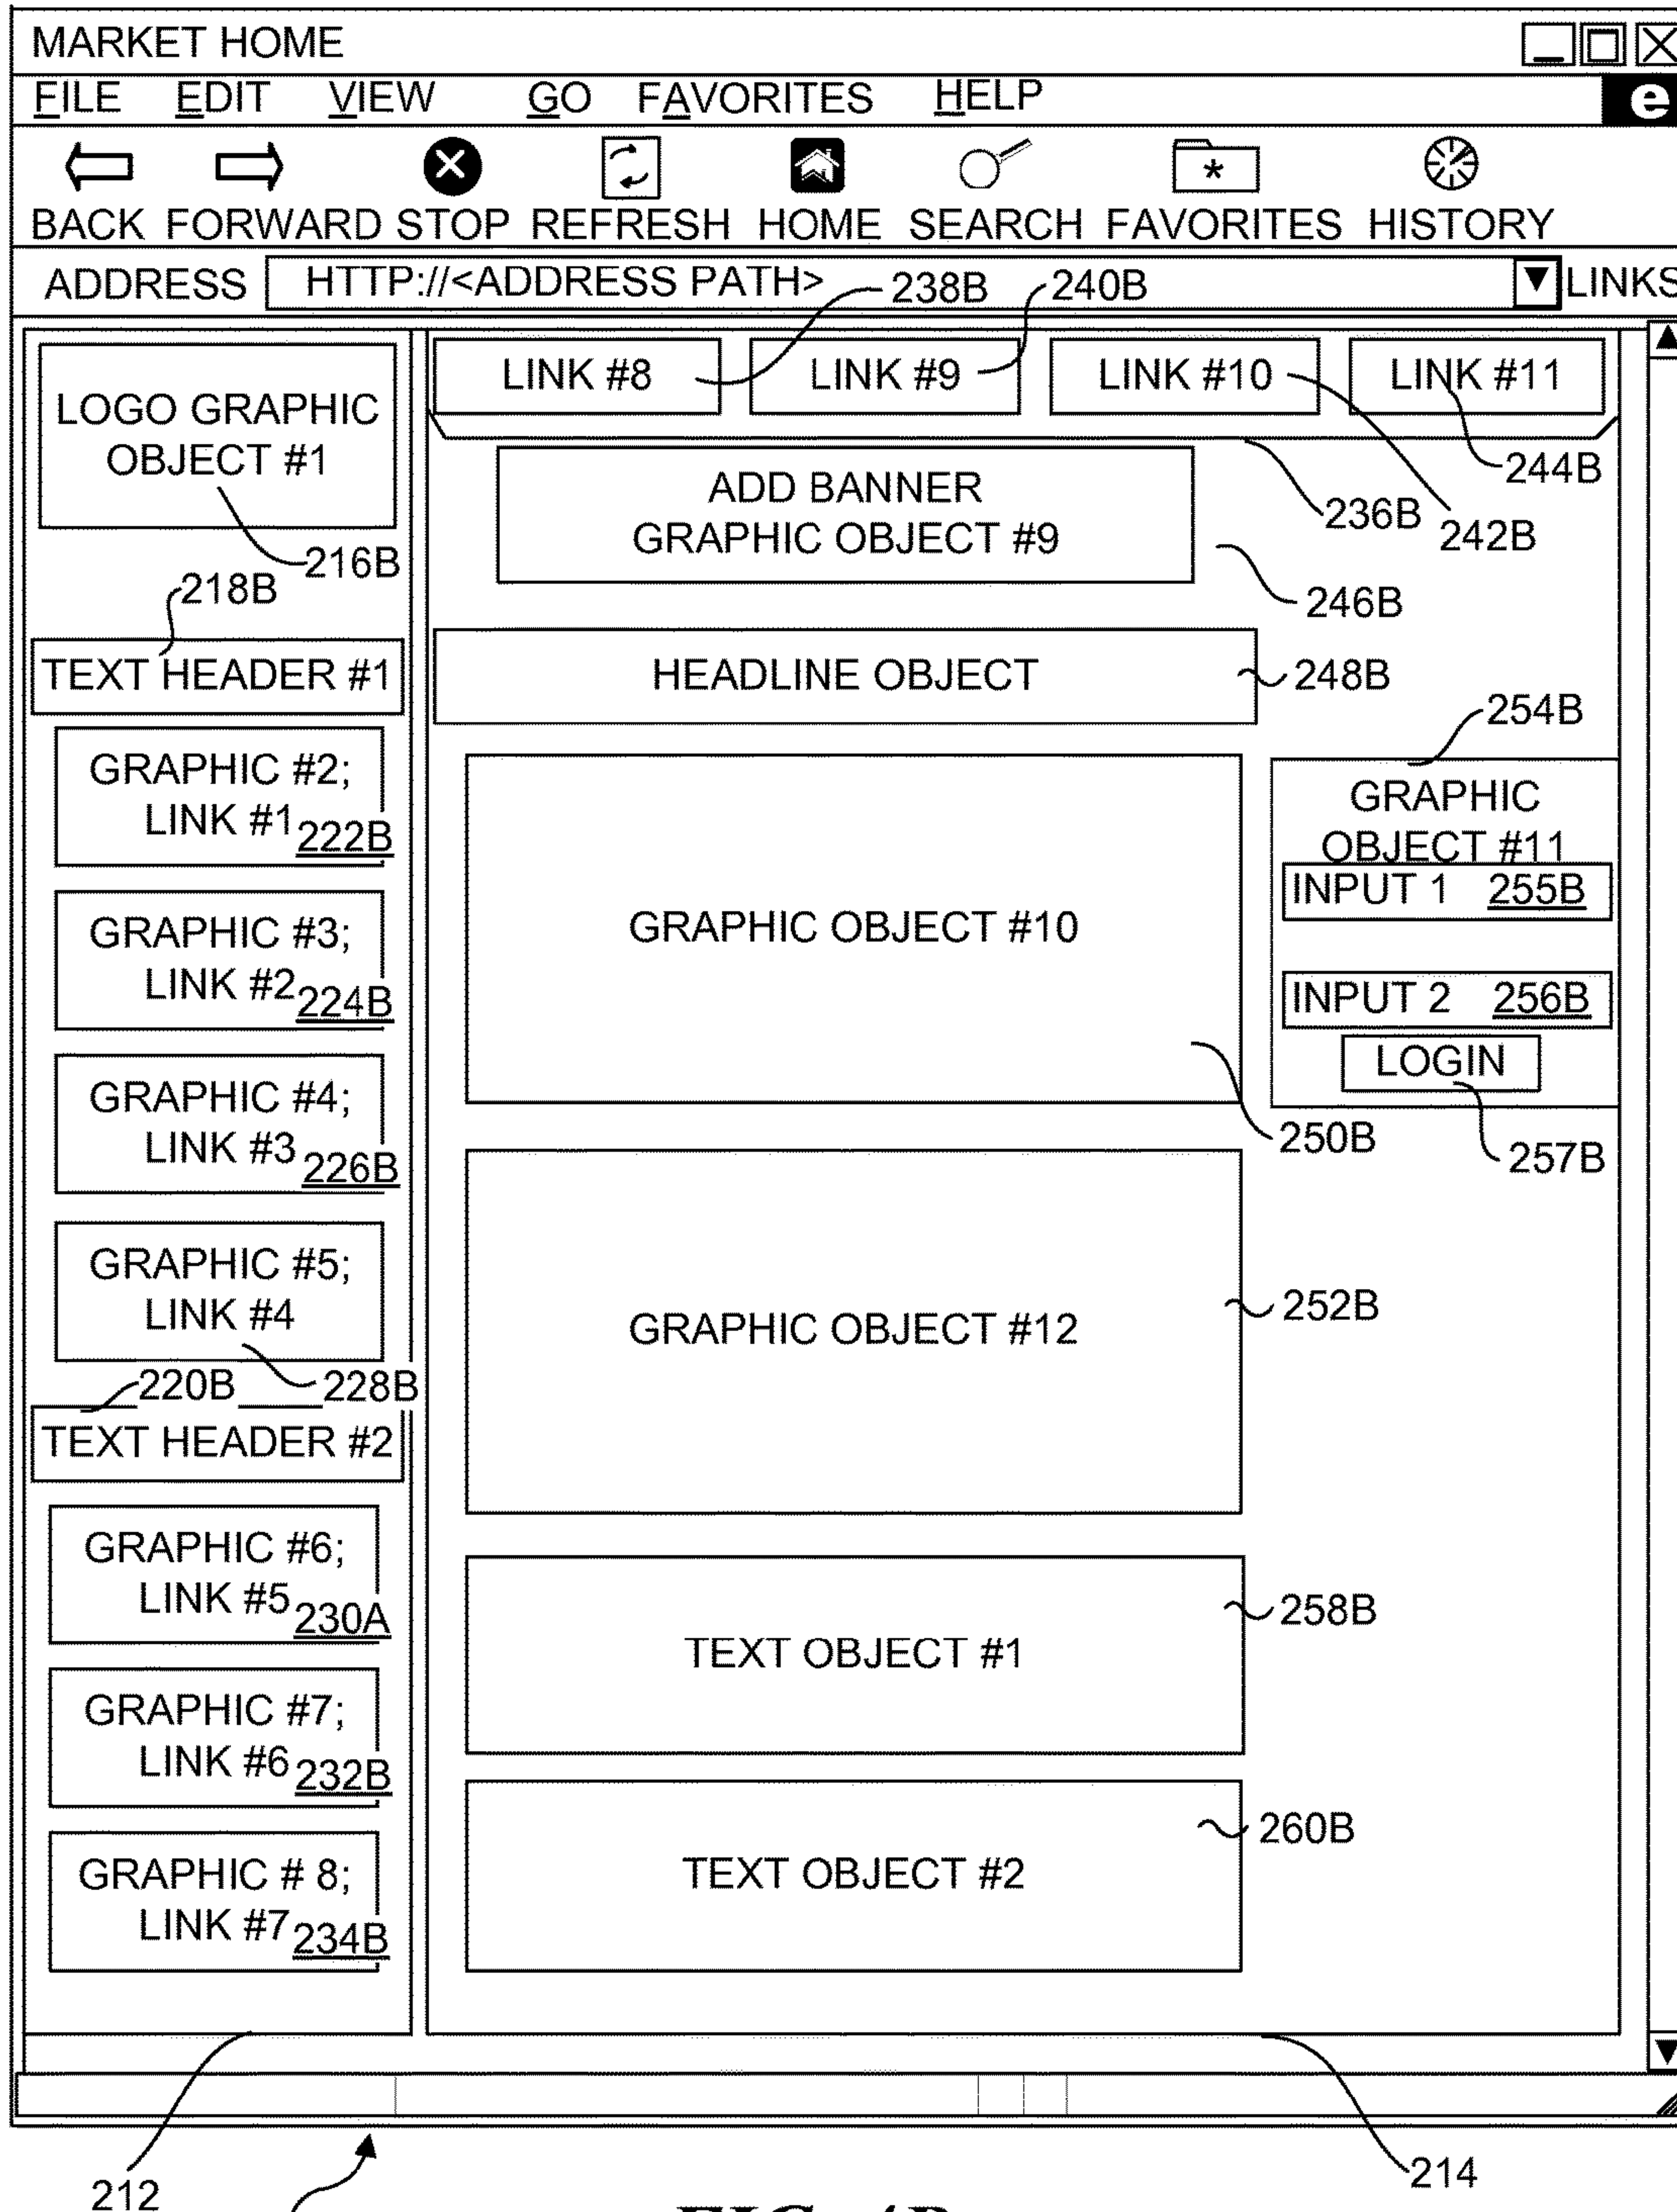 MARKET HOME
FILE EDIT VIEW GO FAVORITES HELP
e
BACK FORWARD STOP REFRESH HOME SEARCH FAVORITES HISTORY
ADDRESS HTTP://<ADDRESS PATH> LINKS
238B 240B
LOGO GRAPHIC
OBJECT #1
216B
218B
TEXT HEADER #1
GRAPHIC #2;
LINK #1 222B
GRAPHIC #3;
LINK #2 224B
GRAPHIC #4;
LINK #3 226B
GRAPHIC #5;
LINK #4
220B 228B
TEXT HEADER #2
GRAPHIC #6;
LINK #5 230A
GRAPHIC #7;
LINK #6 232B
GRAPHIC # 8;
LINK #7 234B
LINK #8 LINK #9 LINK #10 LINK #11
244B
236B 242B
ADD BANNER
GRAPHIC OBJECT #9
246B
HEADLINE OBJECT 248B
254B
GRAPHIC
OBJECT #11
INPUT 1 255B
INPUT 2 256B
LOGIN
257B
GRAPHIC OBJECT #10
250B
GRAPHIC OBJECT #12 252B
TEXT OBJECT #1 258B
TEXT OBJECT #2 260B
212 214